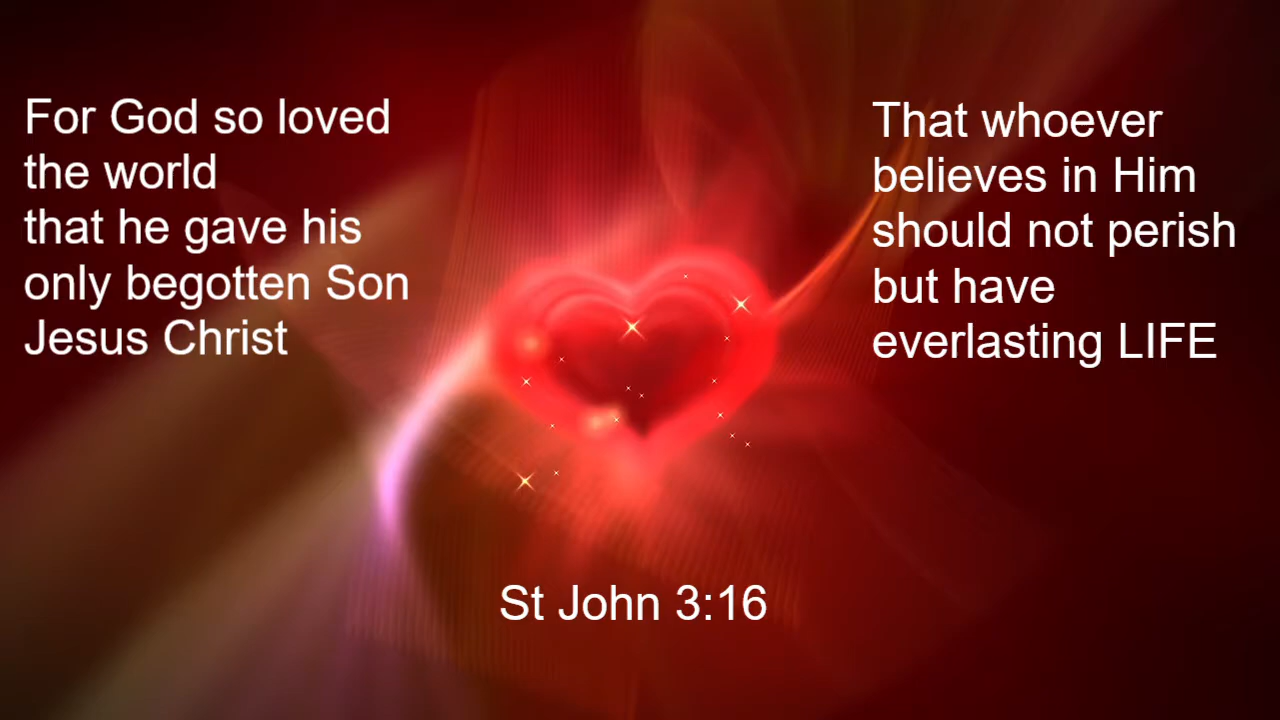 For God so loved
the world
that he gave his
only begotten Son
Jesus Christ
That whoever
believes in Him
should not perish
but have
everlasting LIFE
St John 3:16